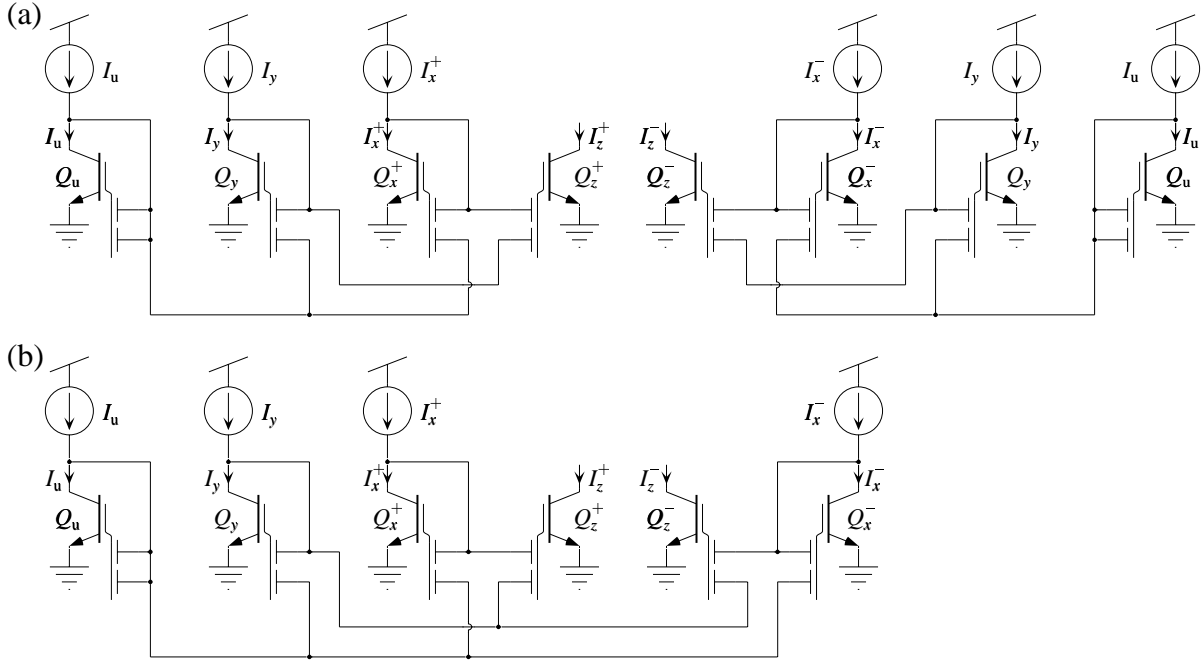 (a)
I_u I_y I_x^+ I_x^- I_y I_u
I_u I_y I_x^+ I_z^+ I_z^- I_x^- I_y I_u
Q_u Q_y Q_x^+ Q_z^+ Q_z^- Q_x^- Q_y Q_u
(b)
I_u I_y I_x^+ I_x^-
I_u I_y I_x^+ I_z^+ I_z^- I_x^-
Q_u Q_y Q_x^+ Q_z^+ Q_z^- Q_x^-